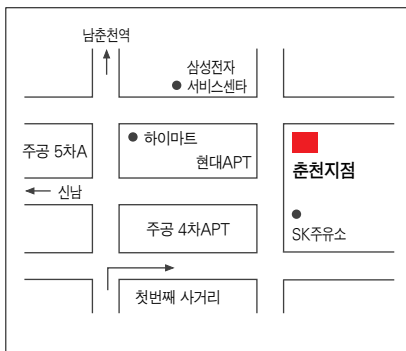 남춘천역
삼성전자
서비스센타
하이마트
현대APT
주공 5차A
춘천지점
신남
주공 4차APT
SK주유소
첫번째 사거리